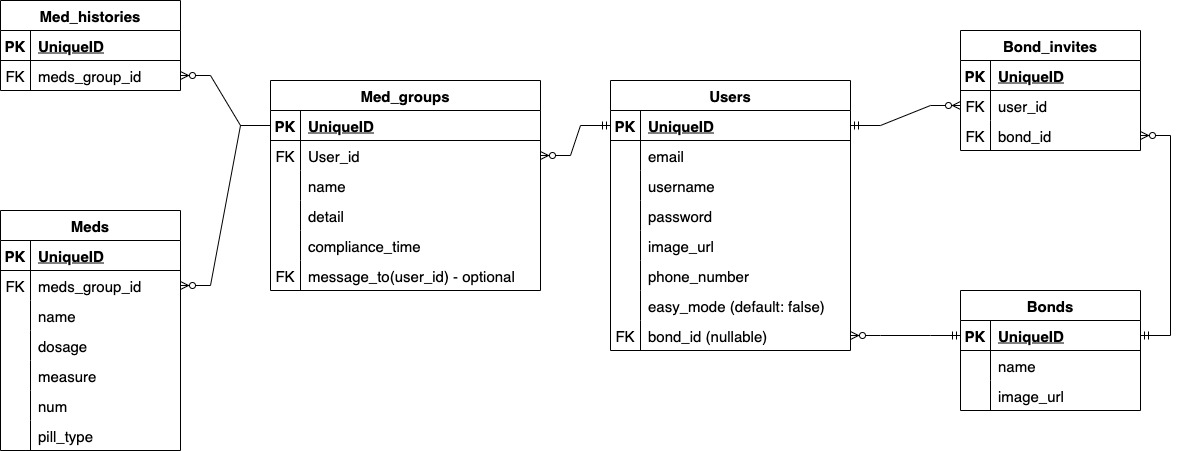 Med_histories
PK UniqueID
FK meds_group_id
Meds
PK UniqueID
FK meds_group_id
name
dosage
measure
num
pill_type
Med_groups
PK UniqueID
FK User_id
name
detail
compliance_time
FK message_to(user_id) - optional
Users
PK UniqueID
email
username
password
image_url
phone_number
easy_mode (default: false)
FK bond_id (nullable)
Bond_invites
PK UniqueID
FK user_id
FK bond_id
Bonds
PK UniqueID
name
image_url